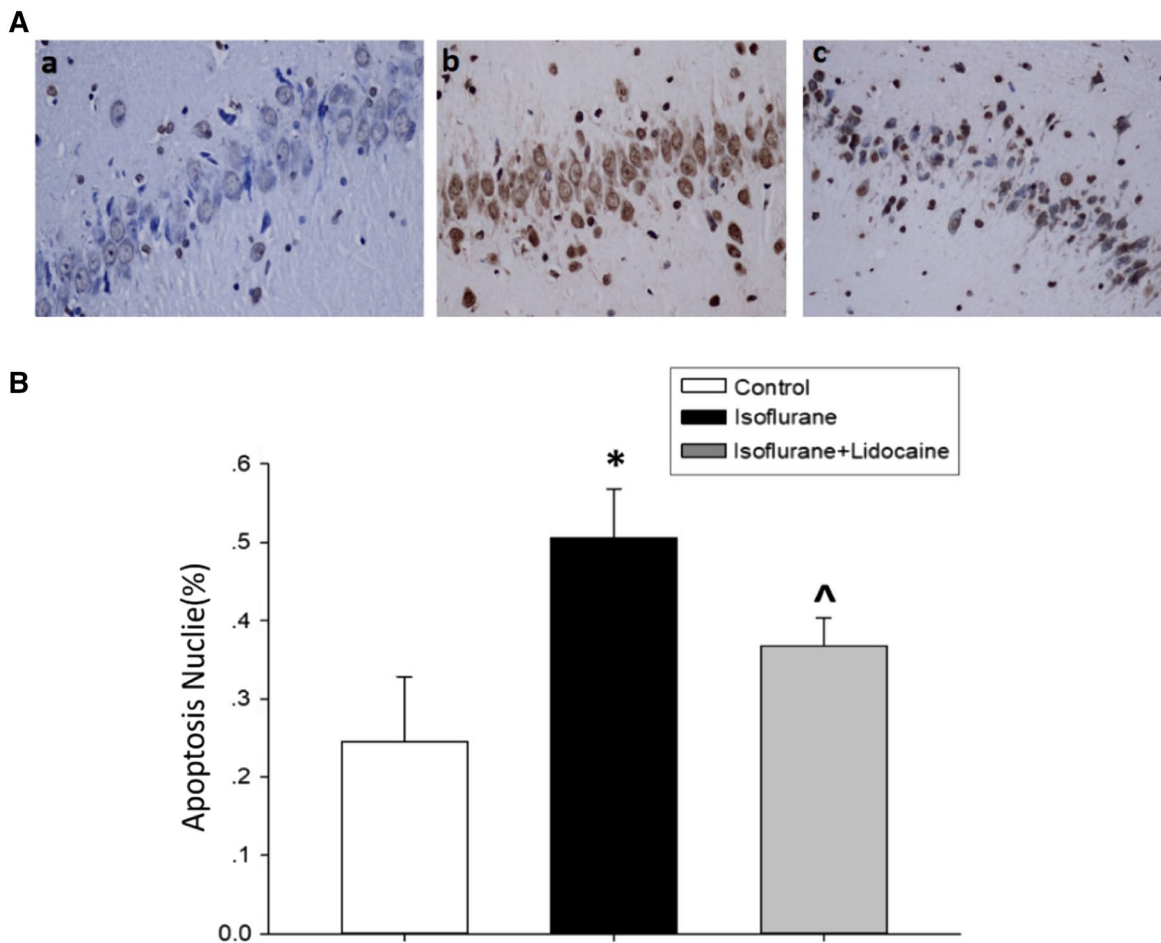 A
a
b
c
B
Control
Isoflurane
Isoflurane+Lidocaine
*
^
Apoptosis Nuclie(%)
.6
.5
.4
.3
.2
.1
0.0